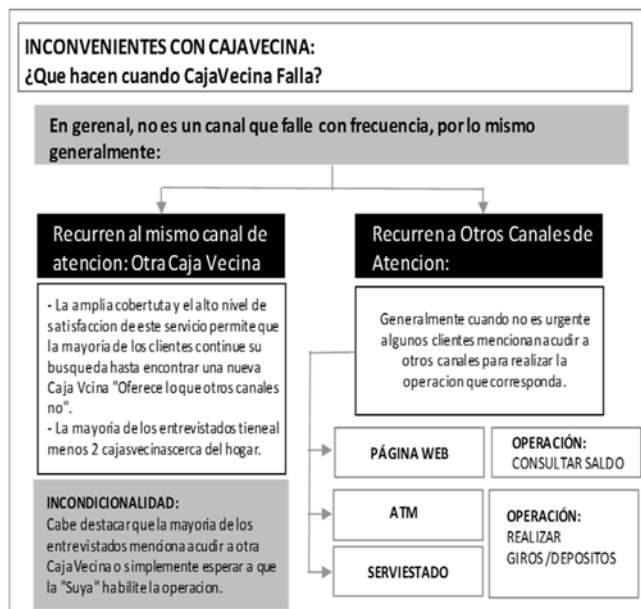 INCONVENIENTES CON CAJAVECINA:
¿Que hacen cuando CajaVecina Falla?
En gerenal, no es un canal que falle con frecuencia, por lo mismo
generalmente:
Recurren al mismo canal de
atencion: Otra Caja Vecina
- La amplia cobertuta y el alto nível de
satisfaccion de este servicio permite que
la mayoria de los clientes continue su
busqueda hasta encontrar una nueva
Caja Vcina "Oferece lo que otros canales
no".
- La mayoria de los entrevistados tieneal
menos 2 cajasvecinascerca del hogar.
INCONDICIONALIDAD:
Cabe destacar que la mayoria de los
entrevistados menciona acudir a otra
Caja Vecina o simplemente esperar a que
la "Suya" habilite la operacion.
Recurren a Otros Canales de
Atencion:
Generalmente cuando no es urgente
algunos clientes mencionan acudir a
otros canales para realizar la
operacion que corresponda.
PÁGINA WEB
OPERACIÓN:
CONSULTAR SALDO
ATM
SERVIESTADO
OPERACIÓN:
REALIZAR
GIROS /DEPOSITOS